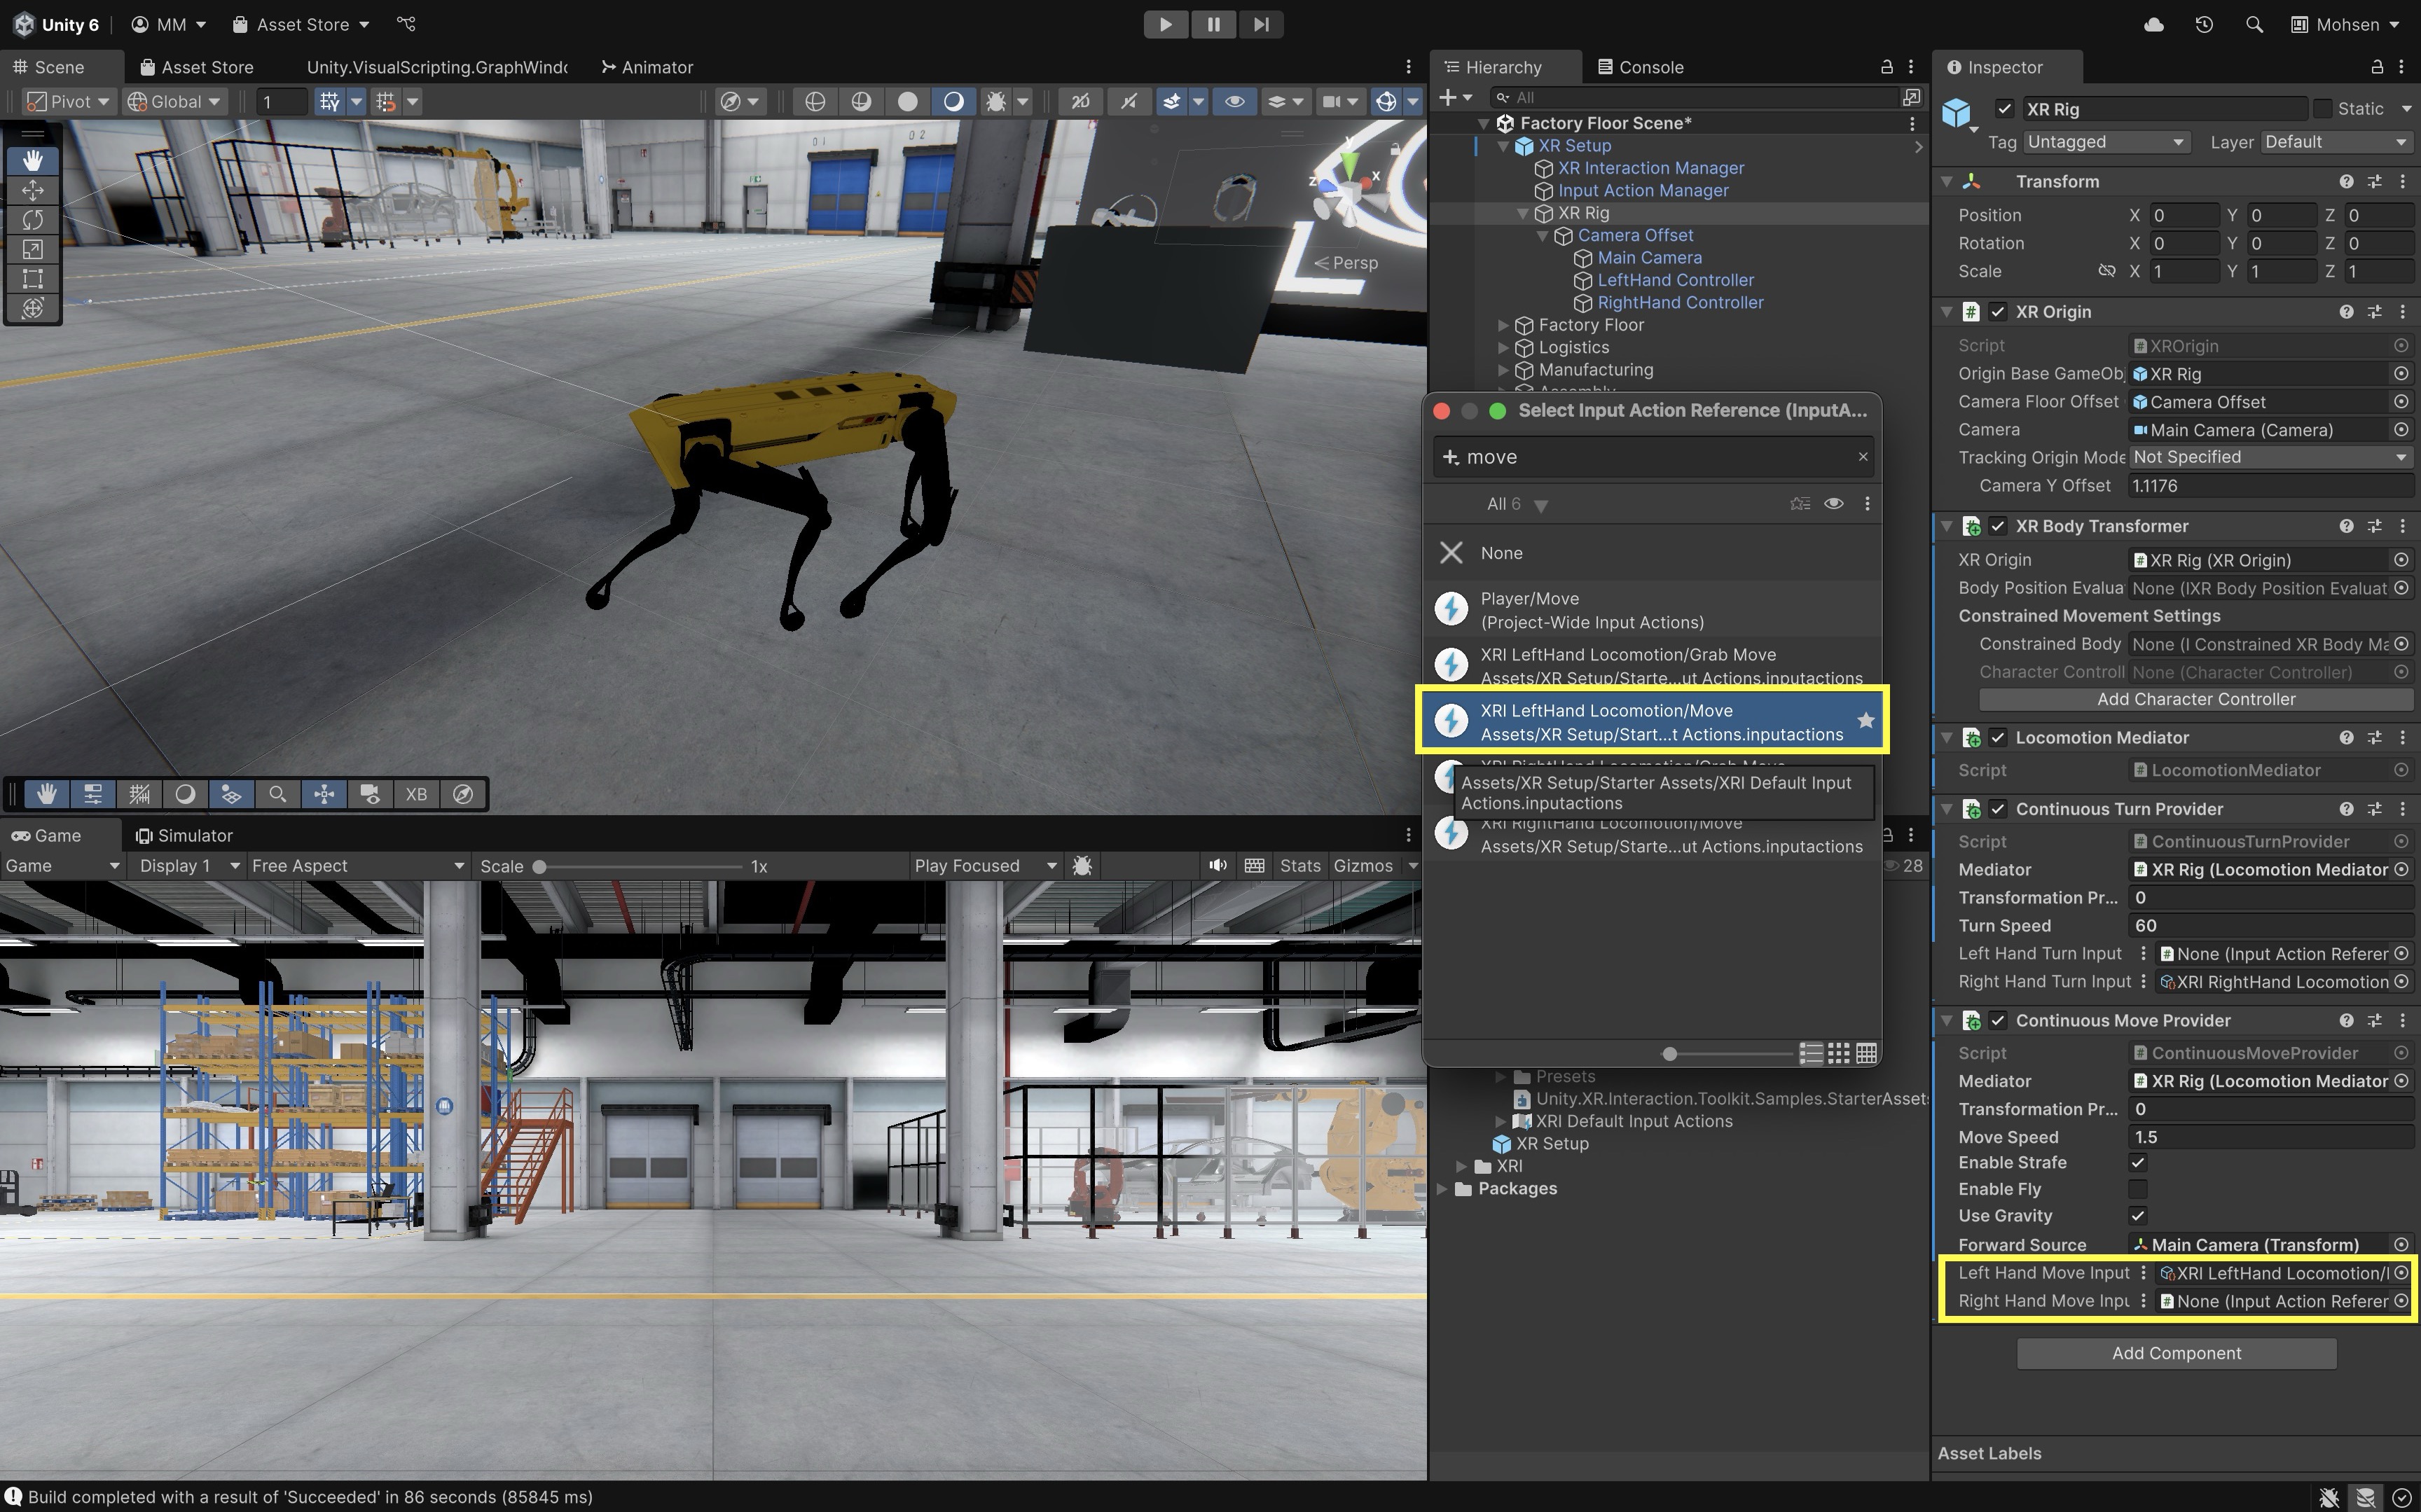 Unity 6
MM
Asset Store
Mohsen
Scene
Asset Store
Unity.VisualScripting.GraphWindo
Animator
Pivot
Global
1
2D
01
02
Y
X
Z
Persp
XB
Game
Simulator
Game
Display 1
Free Aspect
Scale
1x
Play Focused
Stats
Gizmos
Build completed with a result of 'Succeeded' in 86 seconds (85845 ms)
Hierarchy
Console
All
Factory Floor Scene*
XR Setup
XR Interaction Manager
Input Action Manager
XR Rig
Camera Offset
Main Camera
LeftHand Controller
RightHand Controller
Factory Floor
Logistics
Manufacturing
Assembly
Select Input Action Reference (InputA...
move
All 6
None
Player/Move
(Project-Wide Input Actions)
XRI LeftHand Locomotion/Grab Move
Assets/XR Setup/Starte...ut Actions.inputactions
XRI LeftHand Locomotion/Move
Assets/XR Setup/Start...t Actions.inputactions
XRI RightHand Locomotion/Grab Move
Assets/XR Setup/Starter Assets/XRI Default Input
Actions.inputactions
XRI RightHand Locomotion/Move
Assets/XR Setup/Starte...ut Actions.inputactions
28
Presets
Unity.XR.Interaction.Toolkit.Samples.StarterAssets
XRI Default Input Actions
XR Setup
XRI
Packages
Inspector
XR Rig
Static
Tag Untagged Layer Default
Transform
Position X 0 Y 0 Z 0
Rotation X 0 Y 0 Z 0
Scale X 1 Y 1 Z 1
XR Origin
Script XROrigin
Origin Base GameObj XR Rig
Camera Floor Offset Camera Offset
Camera Main Camera (Camera)
Tracking Origin Mode Not Specified
Camera Y Offset 1.1176
XR Body Transformer
XR Origin XR Rig (XR Origin)
Body Position Evalua None (IXR Body Position Evaluat
Constrained Movement Settings
Constrained Body None (I Constrained XR Body Ma
Character Controll None (Character Controller)
Add Character Controller
Locomotion Mediator
Script LocomotionMediator
Continuous Turn Provider
Script ContinuousTurnProvider
Mediator XR Rig (Locomotion Mediator
Transformation Pr... 0
Turn Speed 60
Left Hand Turn Input None (Input Action Referer
Right Hand Turn Input XRI RightHand Locomotion
Continuous Move Provider
Script ContinuousMoveProvider
Mediator XR Rig (Locomotion Mediator
Transformation Pr... 0
Move Speed 1.5
Enable Strafe
Enable Fly
Use Gravity
Forward Source Main Camera (Transform)
Left Hand Move Input XRI LeftHand Locomotion/I
Right Hand Move Inpu None (Input Action Referer
Add Component
Asset Labels